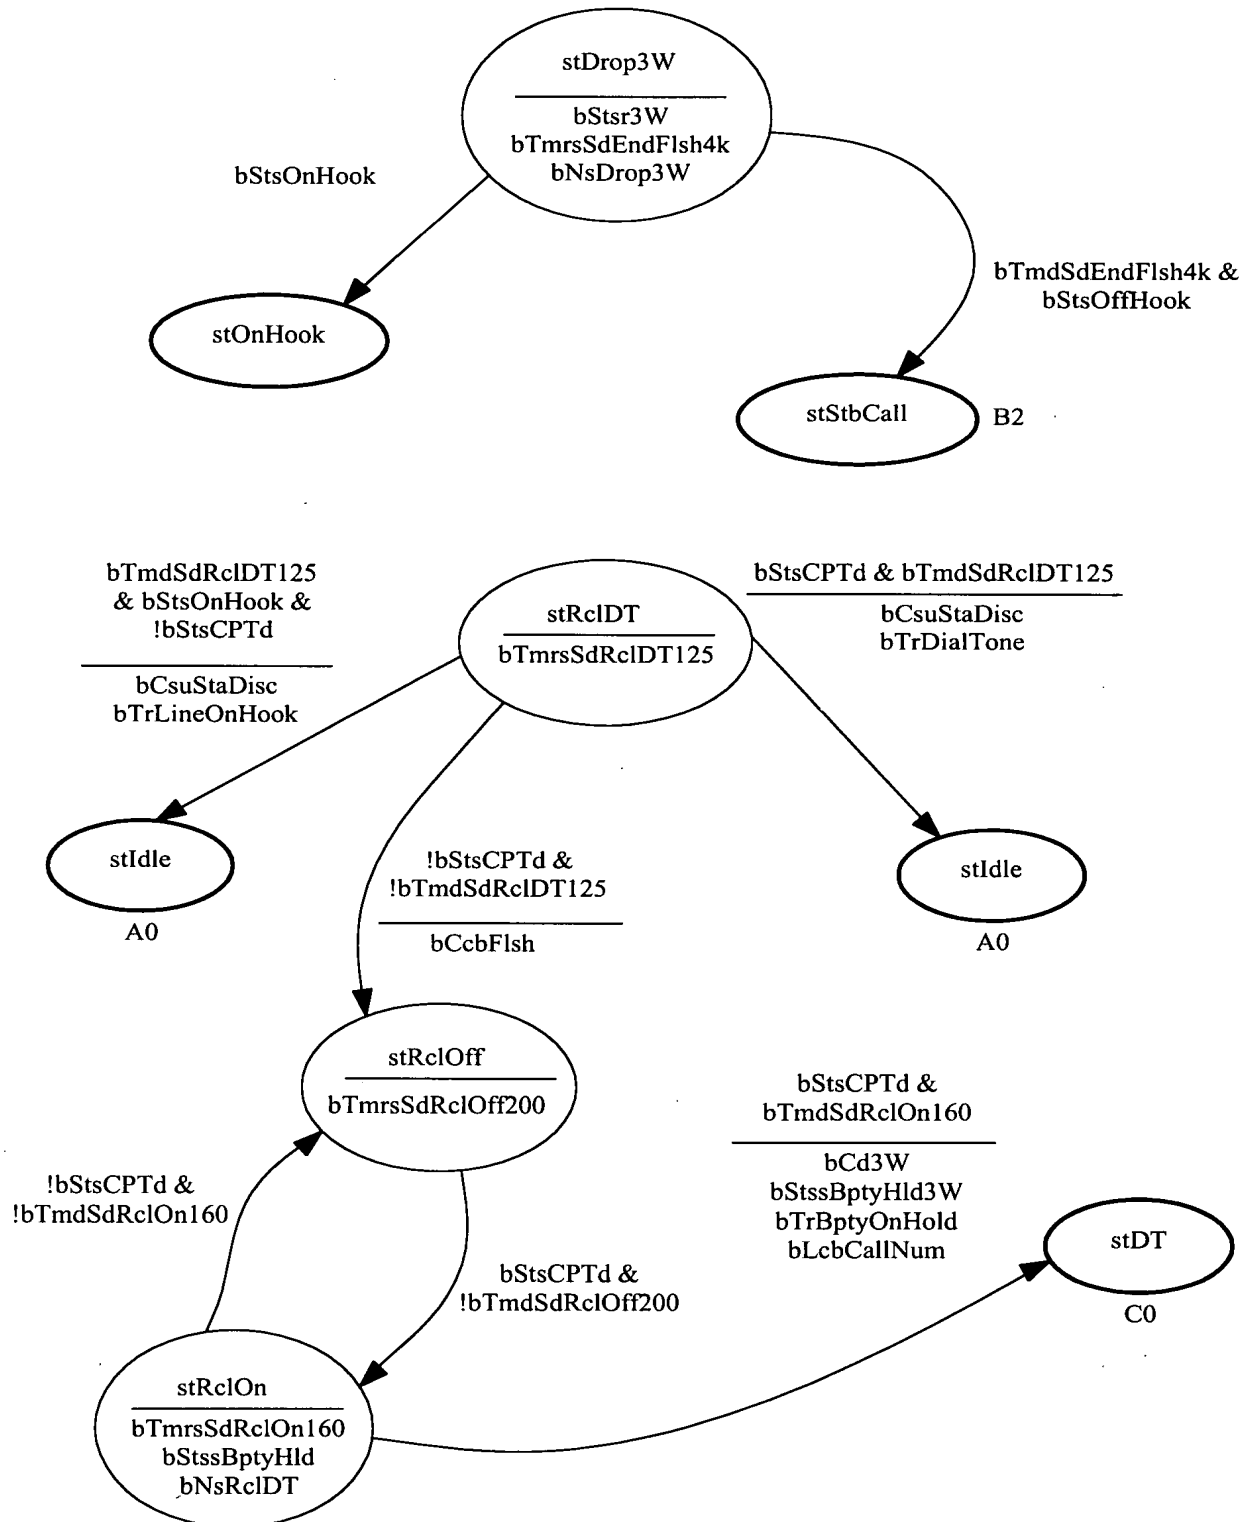 stDrop3W
bStsr3W
bTmrsSdEndFlsh4k
bNsDrop3W
bStsOnHook
bTmdSdEndFlsh4k &
bStsOffHook
stOnHook
stStbCall
B2
bTmdSdRclDT125
& bStsOnHook &
!bStsCPTd
bCsuStaDisc
bTrLineOnHook
stRclDT
bTmrsSdRclDT125
bStsCPTd & bTmdSdRclDT125
bCsuStaDisc
bTrDialTone
stIdle
A0
!bStsCPTd &
!bTmdSdRclDT125
bCcbFlsh
stIdle
A0
stRclOff
bTmrsSdRclOff200
bStsCPTd &
bTmdSdRclOn160
bCd3W
bStssBptyHld3W
bTrBptyOnHold
bLcbCallNum
!bStsCPTd &
!bTmdSdRclOn160
bStsCPTd &
!bTmdSdRclOff200
stDT
C0
stRclOn
bTmrsSdRclOn160
bStssBptyHld
bNsRclDT